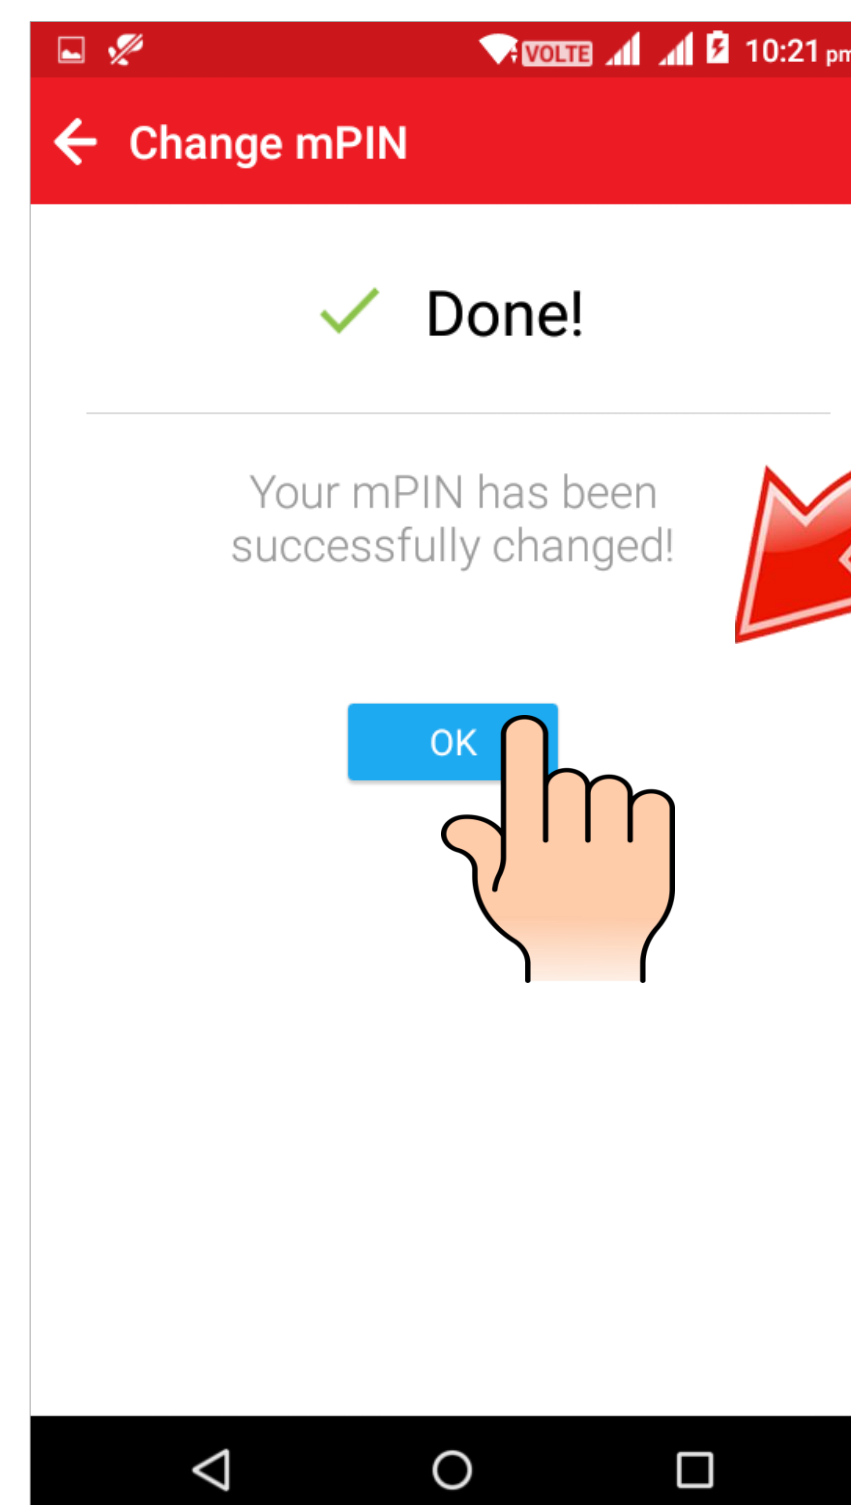 VOLTE 10:21 pm
Change mPIN
Done!
Your mPIN has been
successfully changed!
OK